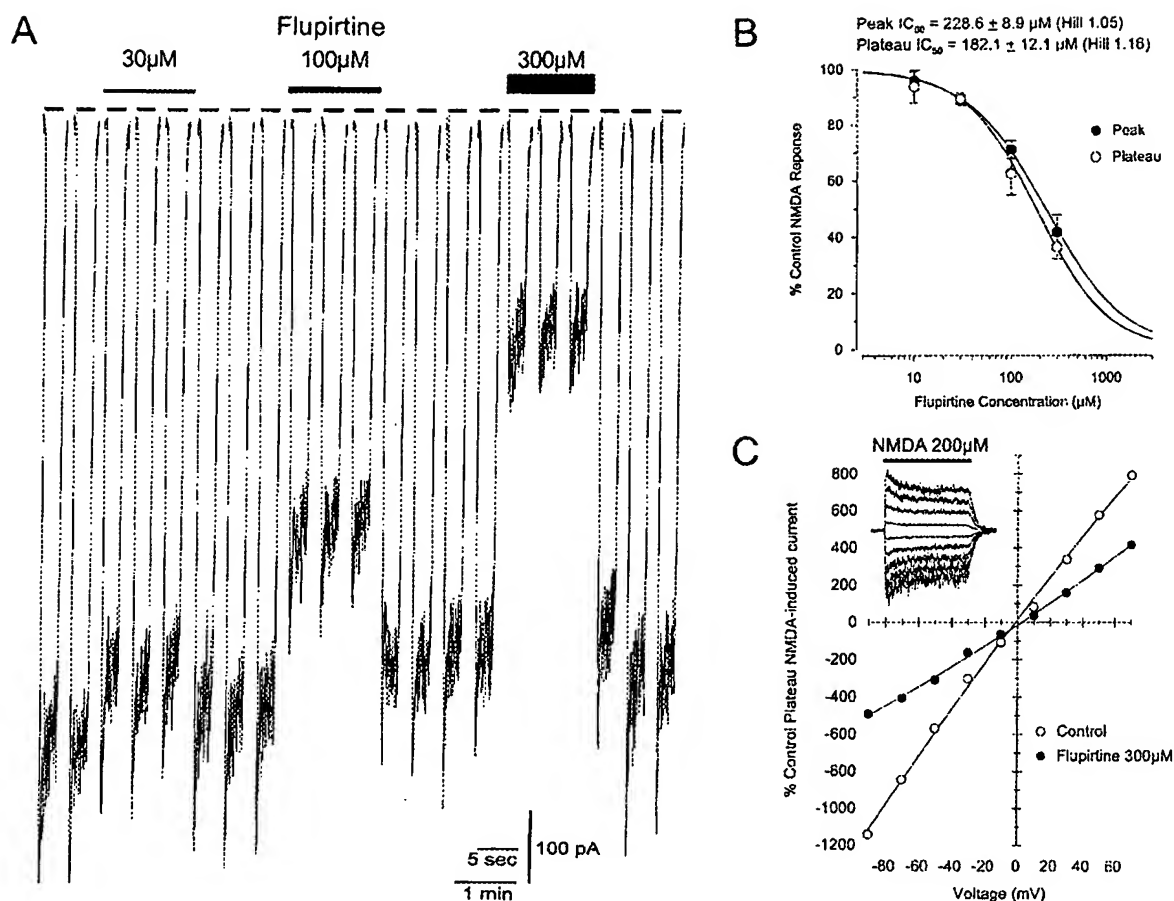 A
Flupirtine
30µM
100µM
300µM
5 sec
100 pA
1 min
B
Peak IC50 = 228.6 ± 8.9 µM (Hill 1.05)
Plateau IC50 = 182.1 ± 12.1 µM (Hill 1.16)
% Control NMDA Reponse
100
80
60
40
20
0
Peak
Plateau
10
100
1000
Flupirtine Concentration (µM)
C
NMDA 200µM
% Control Plateau NMDA-induced current
800
600
400
200
0
-200
-400
-600
-800
-1000
-1200
Control
Flupirtine 300µM
-80
-60
-40
-20
0
20
40
60
Voltage (mV)